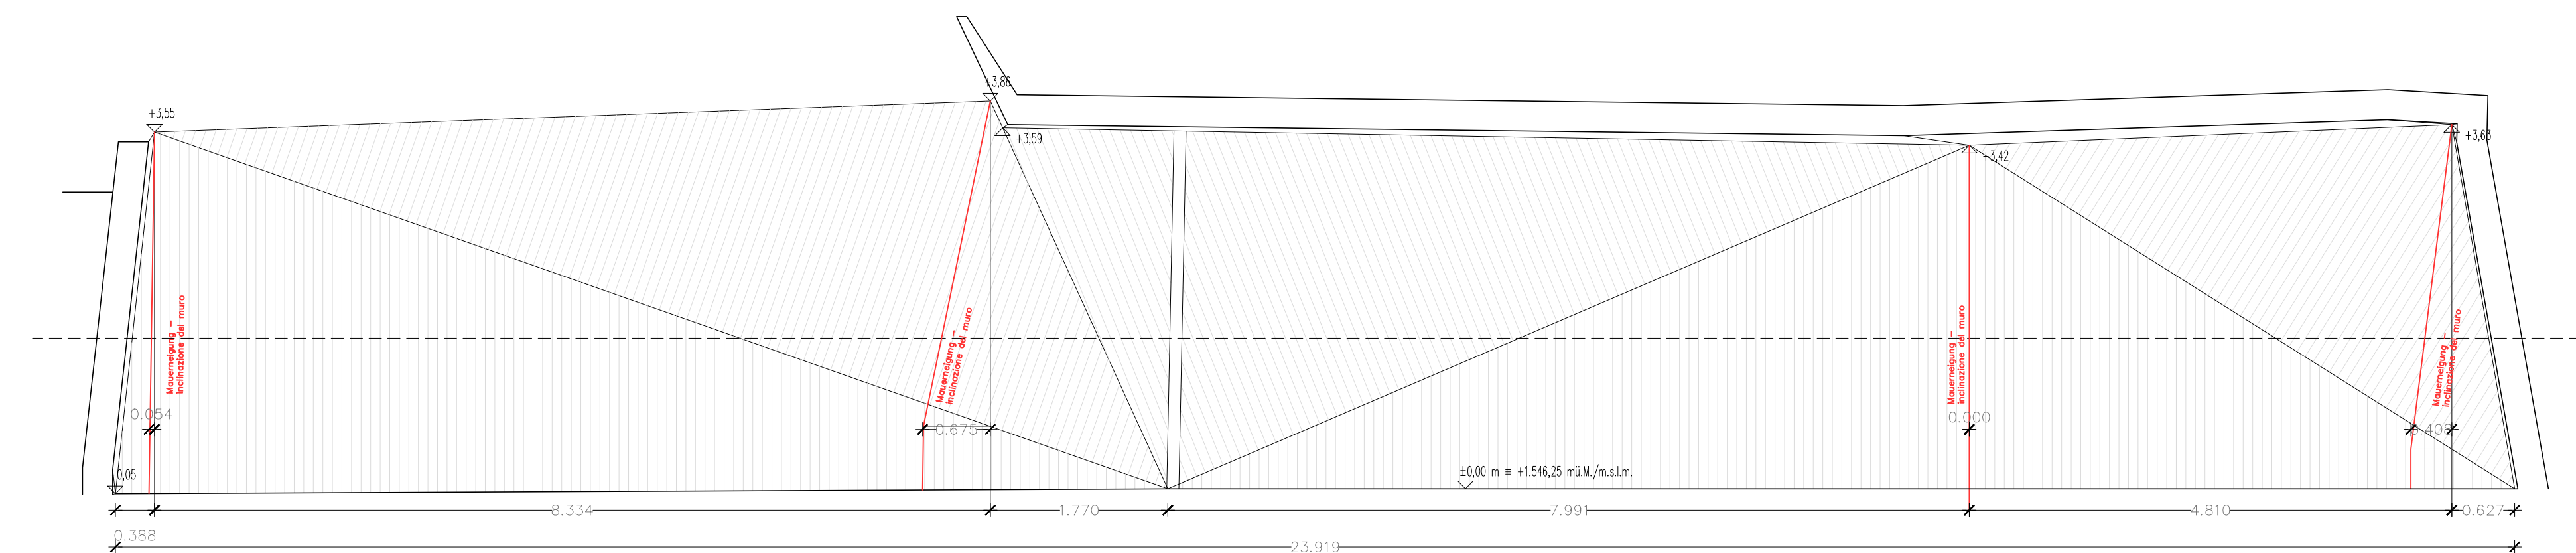 +3,86
+3,55
+3,59
+3,63
+3,42
Mauerneigung –
inclinazione del muro
Mauerneigung –
inclinazione del muro
Mauerneigung –
inclinazione del muro
Mauerneigung –
inclinazione del muro
0.054
0.675
0.000
0.408
±0,00 m ≡ +1.546,25 mü.M./m.s.l.m.
8.334
1.770
7.991
4.810
0.627
0.388
23.919